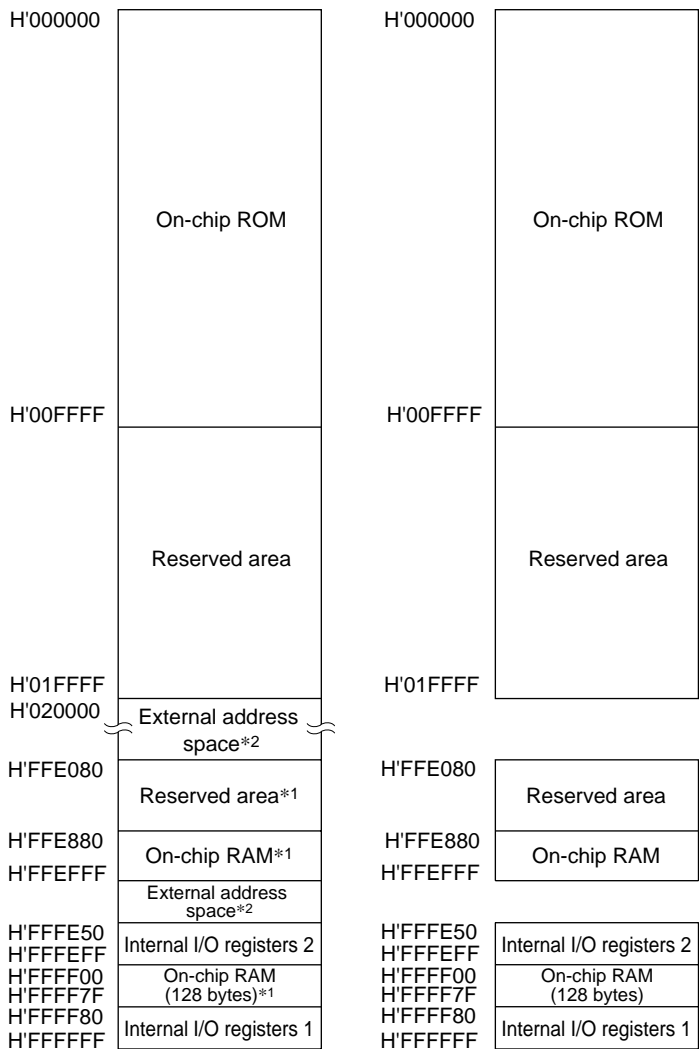 H'000000
On-chip ROM
H'00FFFF
Reserved area
H'01FFFF
H'020000
External address
space*2
H'FFE080
Reserved area*1
H'FFE880
On-chip RAM*1
H'FFEFFF
External address
space*2
H'FFFE50
Internal I/O registers 2
H'FFFEFF
H'FFFF00
On-chip RAM
(128 bytes)*1
H'FFFF7F
H'FFFF80
Internal I/O registers 1
H'FFFFFF
H'000000
On-chip ROM
H'00FFFF
Reserved area
H'01FFFF
H'FFE080
Reserved area
H'FFE880
On-chip RAM
H'FFEFFF
H'FFFE50
Internal I/O registers 2
H'FFFEFF
H'FFFF00
On-chip RAM
(128 bytes)
H'FFFF7F
H'FFFF80
Internal I/O registers 1
H'FFFFFF